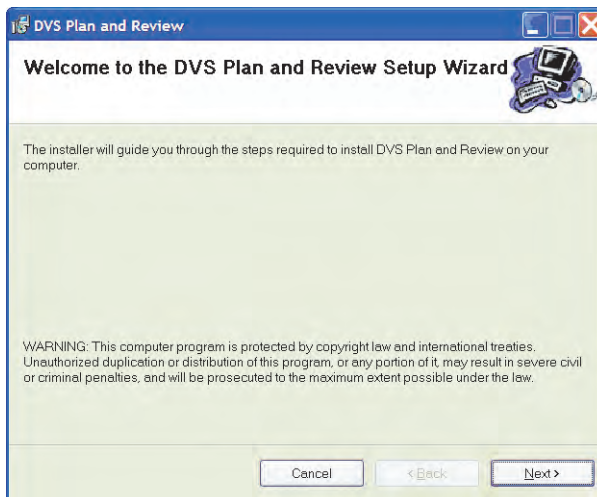 DVS Plan and Review
Welcome to the DVS Plan and Review Setup Wizard
The installer will guide you through the steps required to install DVS Plan and Review on your
computer.
WARNING: This computer program is protected by copyright law and international treaties.
Unauthorized duplication or distribution of this program, or any portion of it, may result in severe civil
or criminal penalties, and will be prosecuted to the maximum extent possible under the law.
Cancel
< Back
Next >